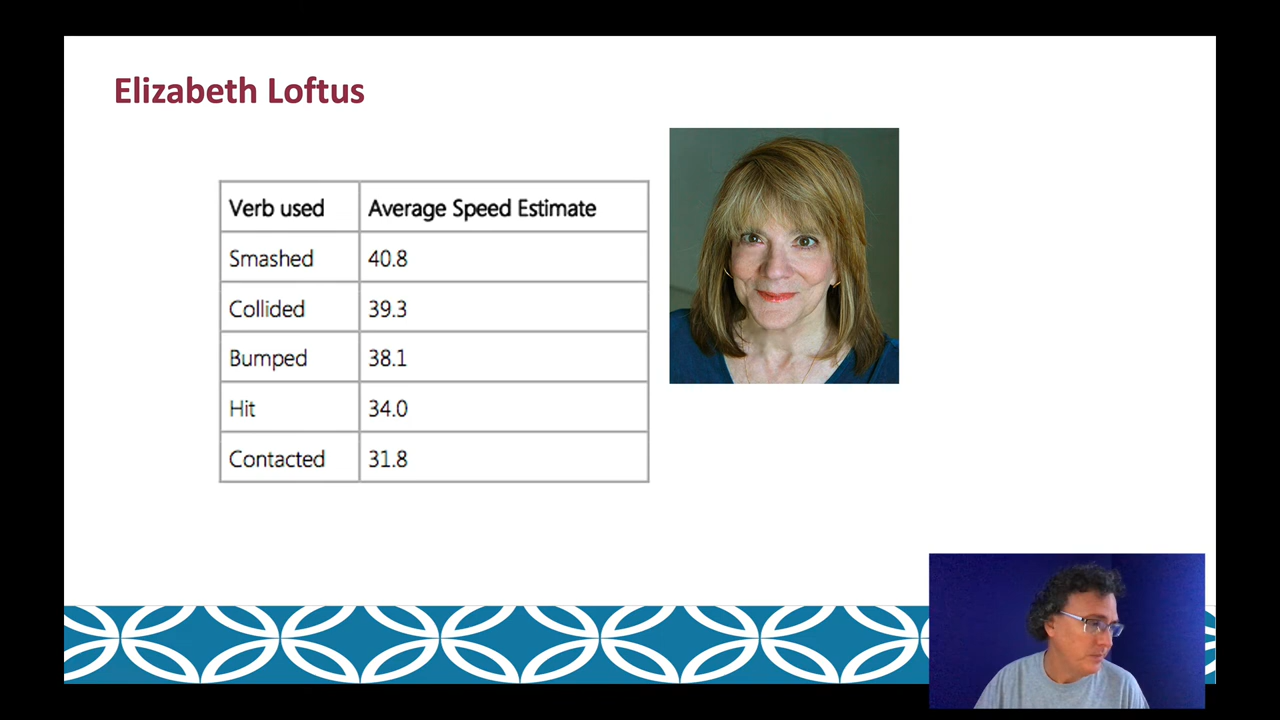 Elizabeth Loftus
Verb used Average Speed Estimate
Smashed 40.8
Collided 39.3
Bumped 38.1
Hit 34.0
Contacted 31.8